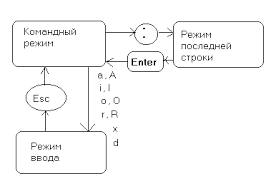 Командный
режим
:
Режим
последней
строки
Enter
a,A
i,I
o,O
r,R
x
d
Esc
Режим
ввода